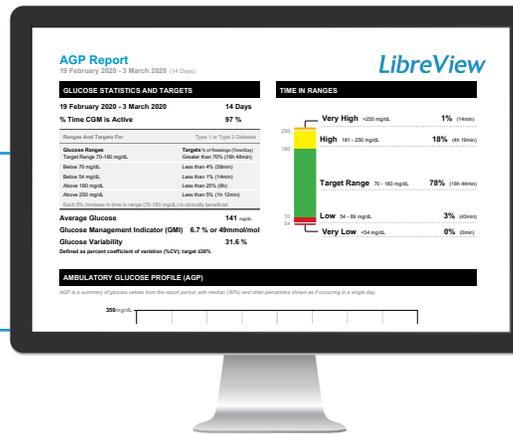 AGP Report
19 February 2020 - 3 March 2020 (14 Days)
LibreView
GLUCOSE STATISTICS AND TARGETS
19 February 2020 - 3 March 2020 14 Days
% Time CGM is Active 97 %
Ranges And Targets For Type 1 or Type 2 Diabetes
Glucose Ranges Targets % of Readings (Time/Day)
Target Range 70-180 mg/dL Greater than 70% (16h 48min)
Below 70 mg/dL Less than 4% (58min)
Below 54 mg/dL Less than 1% (14min)
Above 180 mg/dL Less than 25% (6h)
Above 250 mg/dL Less than 5% (1h 12min)
Each 5% increase in time in range (70-180 mg/dL) is clinically beneficial.
Average Glucose 141 mg/dL
Glucose Management Indicator (GMI) 6.7 % or 49mmol/mol
Glucose Variability 31.6 %
Defined as percent coefficient of variation (%CV); target ≤36%
TIME IN RANGES
Very High >250 mg/dL 1% (14min)
250
High 181 - 250 mg/dL 18% (4h 19min)
180
Target Range 70 - 180 mg/dL 78% (18h 44min)
70
Low 54 - 69 mg/dL 3% (43min)
54
Very Low <54 mg/dL 0% (0min)
AMBULATORY GLUCOSE PROFILE (AGP)
AGP is a summary of glucose values from the report period, with median (50%) and other percentiles shown as if occurring in a single day.
350mg/dL